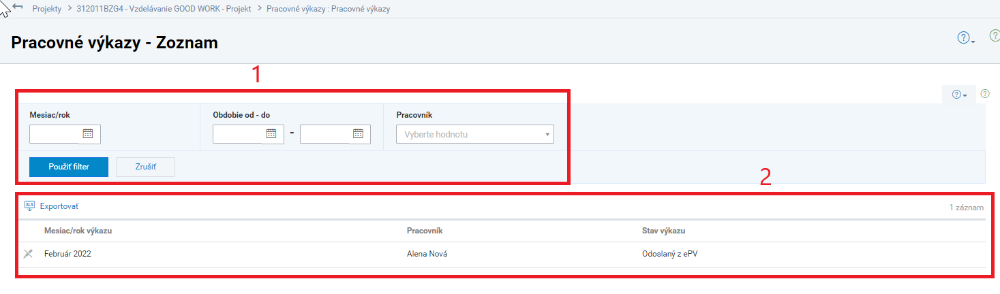 Projekty > 312011BZG4 - Vzdelávanie GOOD WORK - Projekt > Pracovné výkazy : Pracovné výkazy
Pracovné výkazy - Zoznam
?
?
1
?
?
Mesiac/rok
Obdobie od - do
Pracovník
-
Vyberte hodnotu
Použiť filter
Zrušiť
2
XLS Exportovať
1 záznam
Mesiac/rok výkazu
Pracovník
Stav výkazu
Február 2022
Alena Nová
Odoslaný z ePV